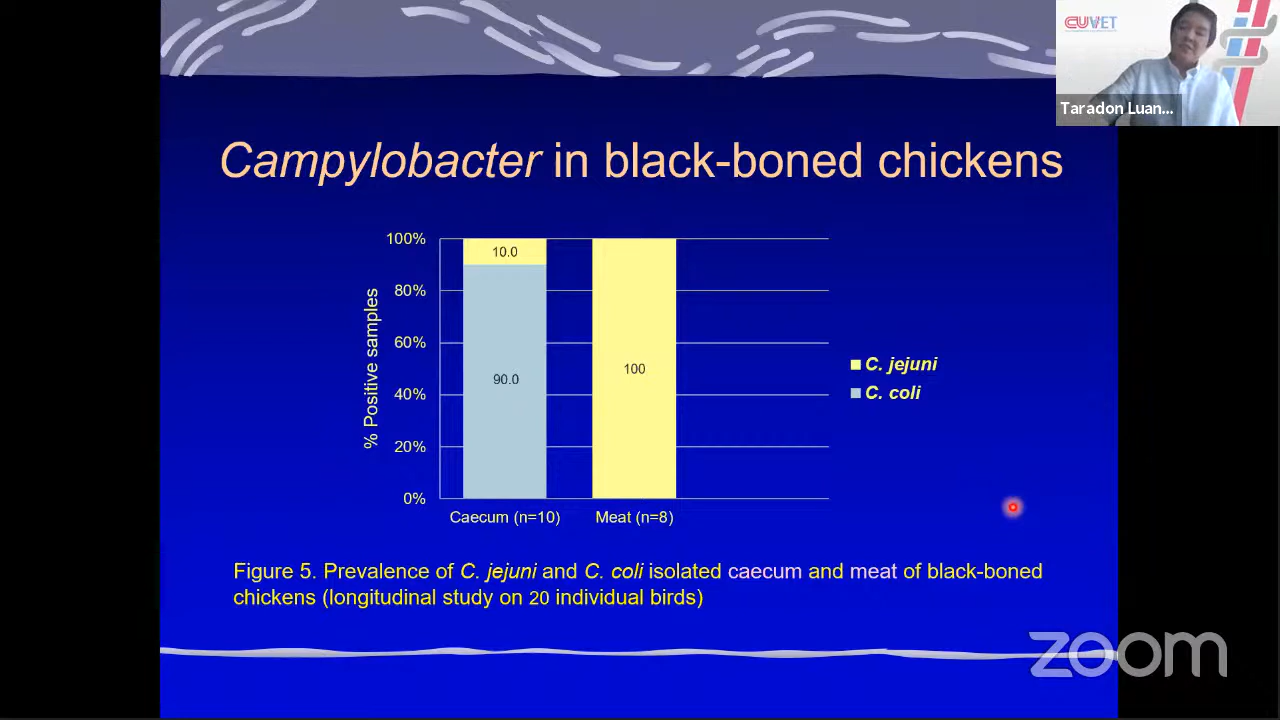 CUVET
Taradon Luan...
Campylobacter in black-boned chickens
100%
80%
60%
40%
20%
0%
% Positive samples
10.0
90.0
100
Caecum (n=10)
Meat (n=8)
C. jejuni
C. coli
Figure 5. Prevalence of C. jejuni and C. coli isolated caecum and meat of black-boned
chickens (longitudinal study on 20 individual birds)
zoom